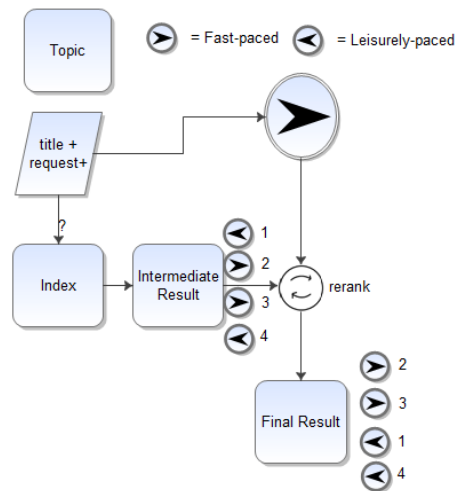 Topic
= Fast-paced
= Leisurely-paced
title +
request+
?
Index
Intermediate
Result
1
2
3
4
rerank
Final Result
2
3
1
4